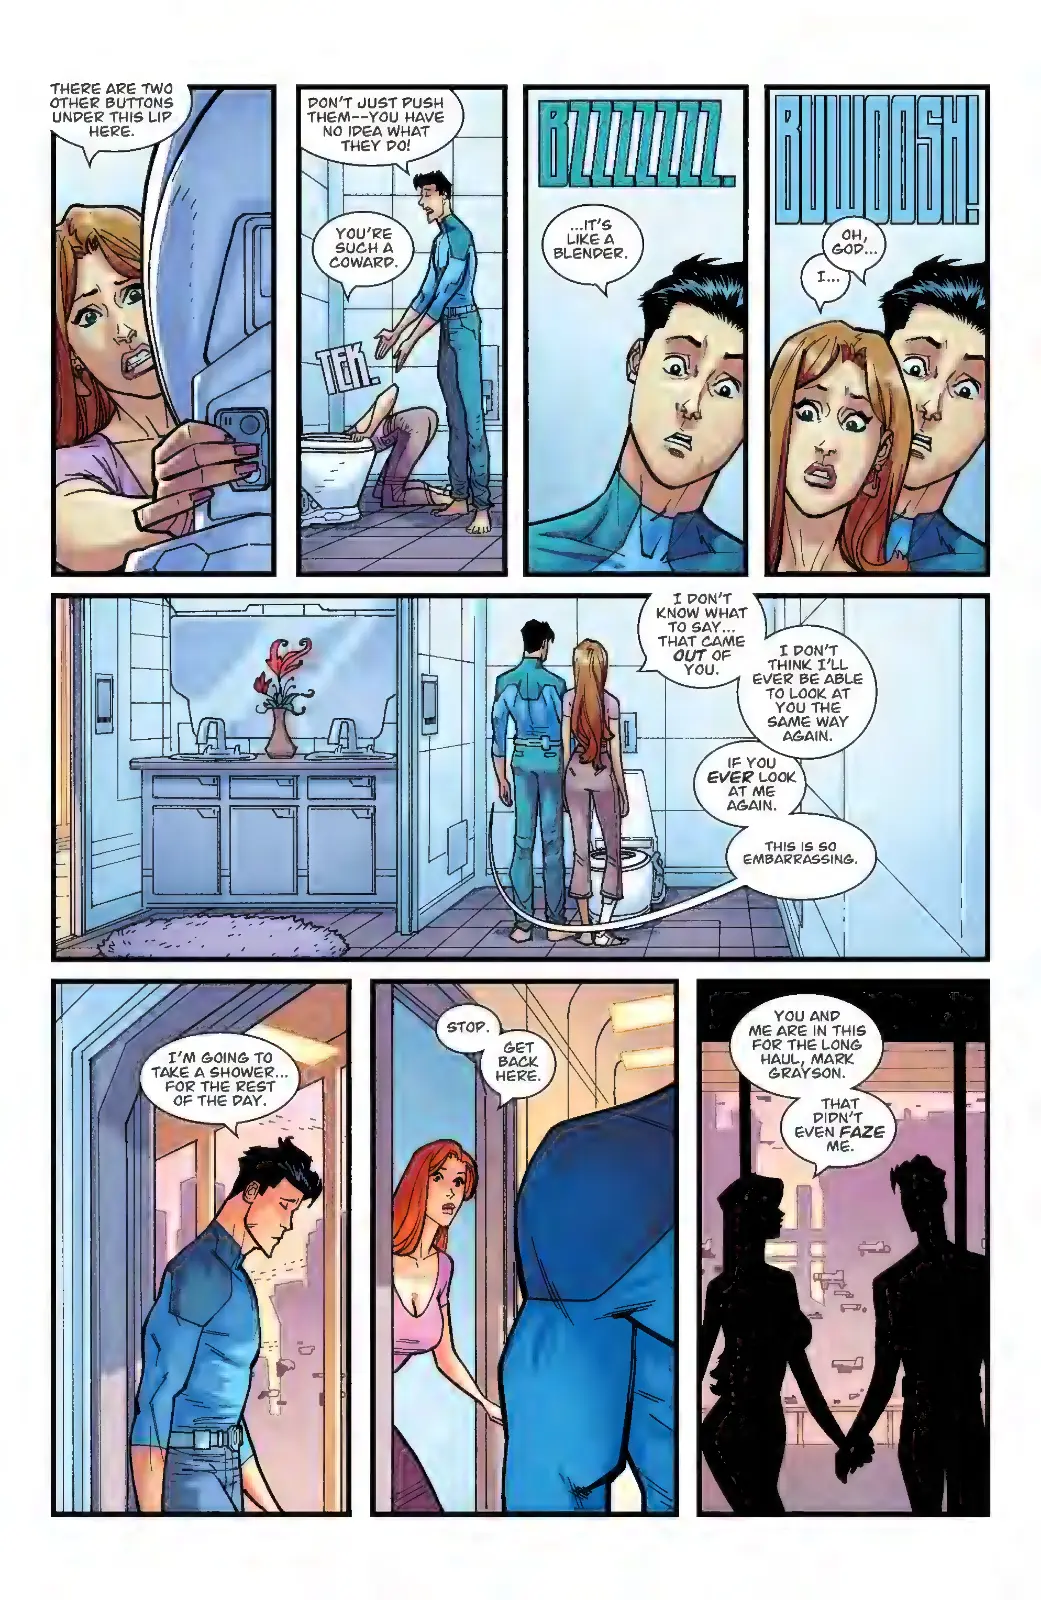 THERE ARE TWO
OTHER BUTTONS
UNDER THIS LIP
HERE.
DON'T JUST PUSH
THEM--YOU HAVE
NO IDEA WHAT
THEY DO!
YOU'RE
SUCH A
COWARD.
TEK.
BZZZZZZZ.
...IT'S
LIKE A
BLENDER.
BUWOOSH!
OH,
GOD...
I...
I DON'T
KNOW WHAT
TO SAY...
THAT CAME
OUT OF
YOU.
I DON'T
THINK I'LL
EVER BE ABLE
TO LOOK AT
YOU THE
SAME WAY
AGAIN.
IF YOU
EVER LOOK
AT ME
AGAIN.
THIS IS SO
EMBARRASSING.
I'M GOING TO
TAKE A SHOWER...
FOR THE REST
OF THE DAY.
STOP.
GET
BACK
HERE.
YOU AND
ME ARE IN THIS
FOR THE LONG
HAUL, MARK
GRAYSON.
THAT
DIDN'T
EVEN FAZE
ME.